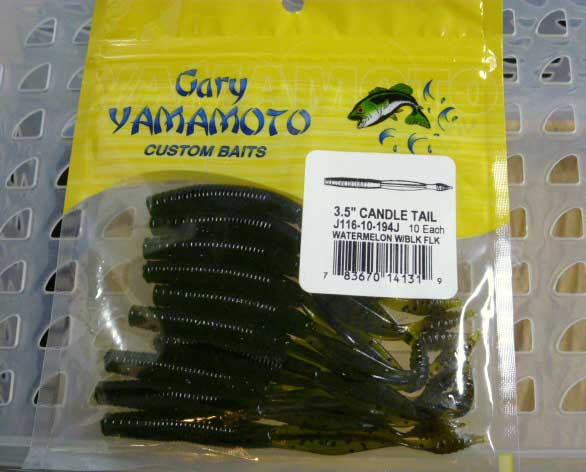 YAMAMOTO
Gary
YAMAMOTO
CUSTOM BAITS
3.5" CANDLE TAIL
J116-10-194J 10 Each
WATERMELON W/BLK FLK
7 83670 14131 9